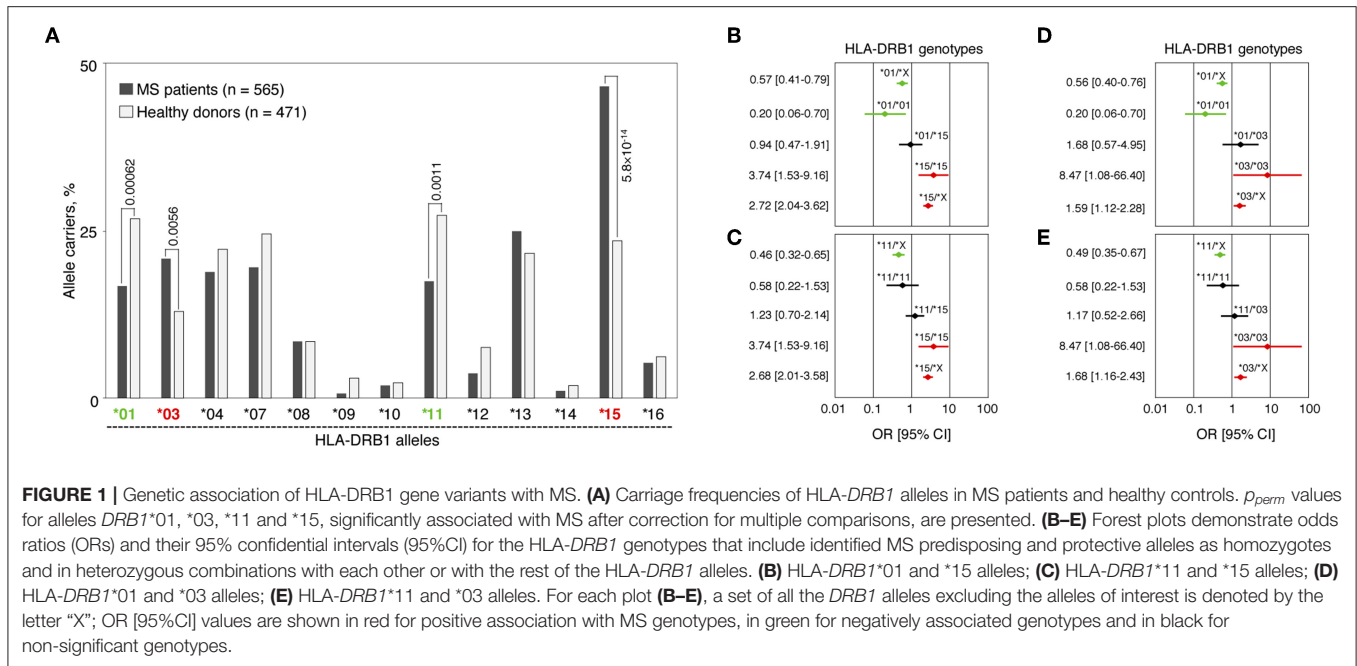 A
50
MS patients (n = 565)
Healthy donors (n = 471)
Allele carriers, %
25
0
0.00062
0.0056
0.0011
5.8×10⁻¹⁴
*01 *03 *04 *07 *08 *09 *10 *11 *12 *13 *14 *15 *16
HLA-DRB1 alleles
B
HLA-DRB1 genotypes
0.57 [0.41-0.79] *01/*X
0.20 [0.06-0.70] *01/*01
0.94 [0.47-1.91] *01/*15
3.74 [1.53-9.16] *15/*15
2.72 [2.04-3.62] *15/*X
C
0.46 [0.32-0.65] *11/*X
0.58 [0.22-1.53] *11/*11
1.23 [0.70-2.14] *11/*15
3.74 [1.53-9.16] *15/*15
2.68 [2.01-3.58] *15/*X
0.01 0.1 1 10 100
OR [95% CI]
D
HLA-DRB1 genotypes
0.56 [0.40-0.76] *01/*X
0.20 [0.06-0.70] *01/*01
1.68 [0.57-4.95] *01/*03
8.47 [1.08-66.40] *03/*03
1.59 [1.12-2.28] *03/*X
E
0.49 [0.35-0.67] *11/*X
0.58 [0.22-1.53] *11/*11
1.17 [0.52-2.66] *11/*03
8.47 [1.08-66.40] *03/*03
1.68 [1.16-2.43] *03/*X
0.01 0.1 1 10 100
OR [95% CI]
FIGURE 1 | Genetic association of HLA-DRB1 gene variants with MS. (A) Carriage frequencies of HLA-DRB1 alleles in MS patients and healthy controls. pperm values
for alleles DRB1*01, *03, *11 and *15, significantly associated with MS after correction for multiple comparisons, are presented. (B–E) Forest plots demonstrate odds
ratios (ORs) and their 95% confidential intervals (95%CI) for the HLA-DRB1 genotypes that include identified MS predisposing and protective alleles as homozygotes
and in heterozygous combinations with each other or with the rest of the HLA-DRB1 alleles. (B) HLA-DRB1*01 and *15 alleles; (C) HLA-DRB1*11 and *15 alleles; (D)
HLA-DRB1*01 and *03 alleles; (E) HLA-DRB1*11 and *03 alleles. For each plot (B–E), a set of all the DRB1 alleles excluding the alleles of interest is denoted by the
letter “X”; OR [95%CI] values are shown in red for positive association with MS genotypes, in green for negatively associated genotypes and in black for
non-significant genotypes.